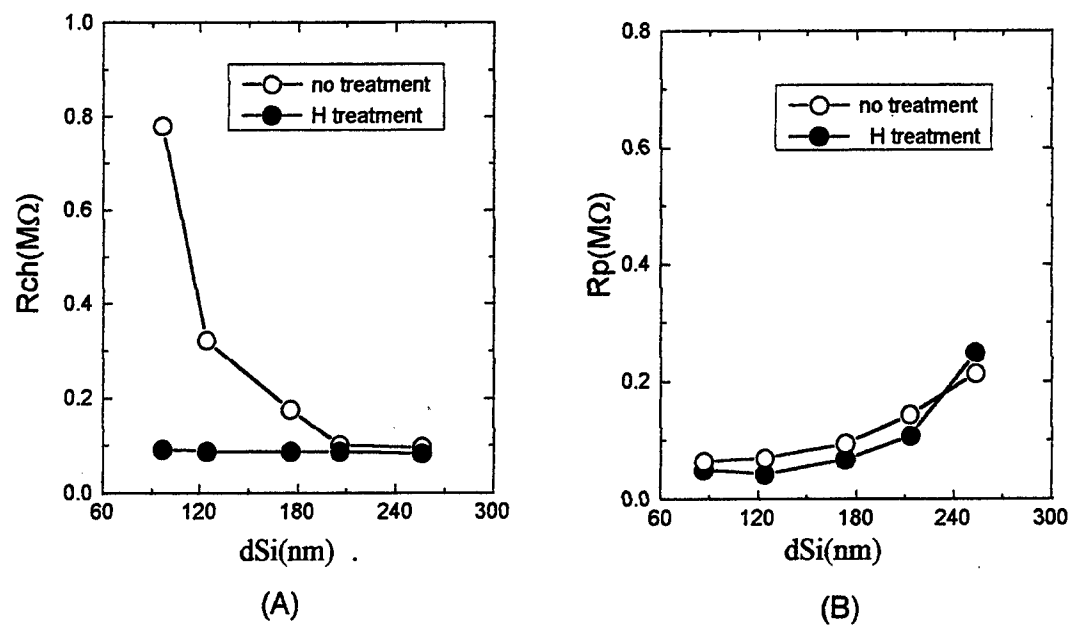 1.0
0.8
0.6
0.4
0.2
0.0
60 120 180 240 300
Rch(MΩ)
dSi(nm)
no treatment
H treatment
(A)
0.8
0.6
0.4
0.2
0.0
60 120 180 240 300
Rp(MΩ)
dSi(nm)
no treatment
H treatment
(B)